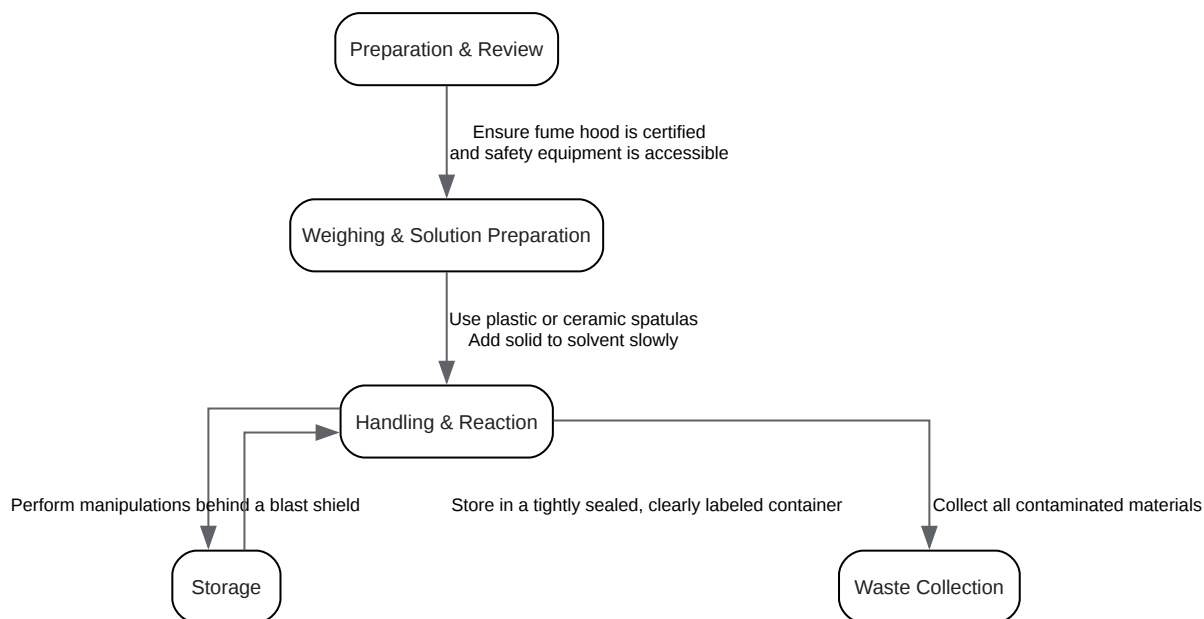 Preparation & Review
Ensure fume hood is certified
and safety equipment is accessible
Weighing & Solution Preparation
Use plastic or ceramic spatulas
Add solid to solvent slowly
Handling & Reaction
Perform manipulations behind a blast shield
Store in a tightly sealed, clearly labeled container
Collect all contaminated materials
Storage
Waste Collection